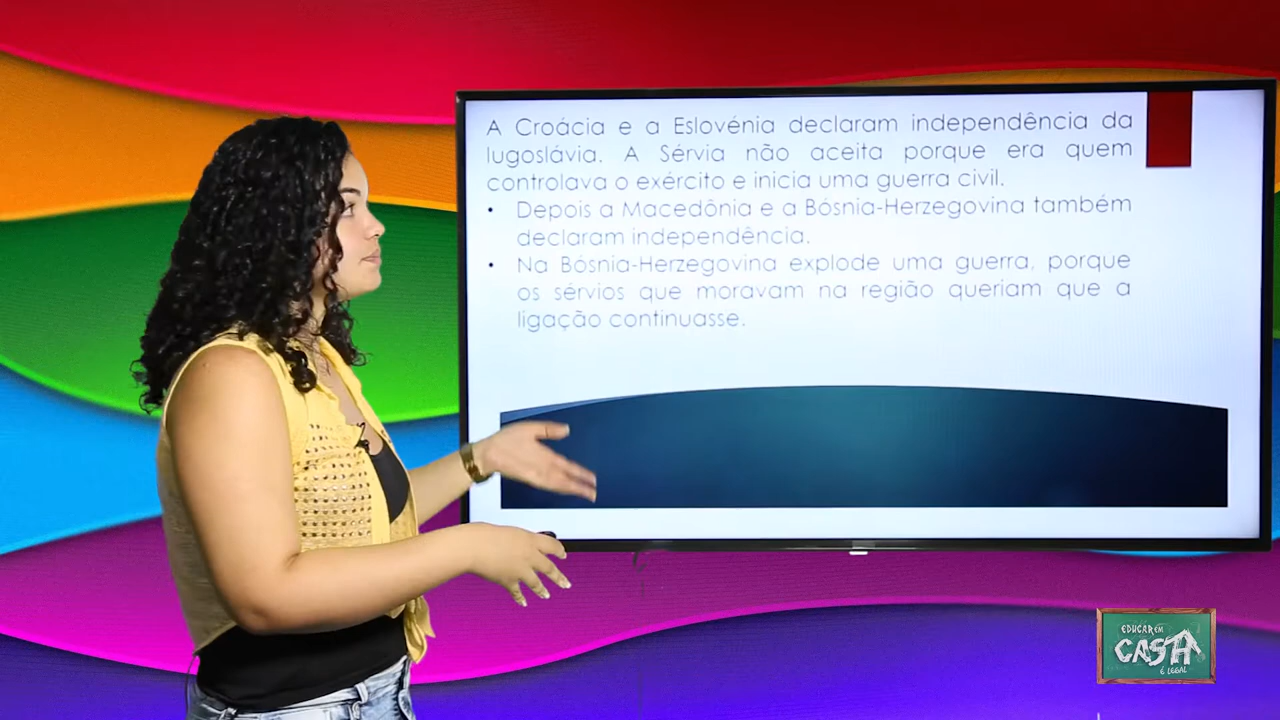 A Croácia e a Eslovénia declaram independência da
Iugoslávia. A Sérvia não aceita porque era quem
controlava o exército e inicia uma guerra civil.
• Depois a Macedônia e a Bósnia-Herzegovina também
declaram independência.
• Na Bósnia-Herzegovina explode uma guerra, porque
os sérvios que moravam na região queriam que a
ligação continuasse.
EDUCAR EM
CASA
É LEGAL